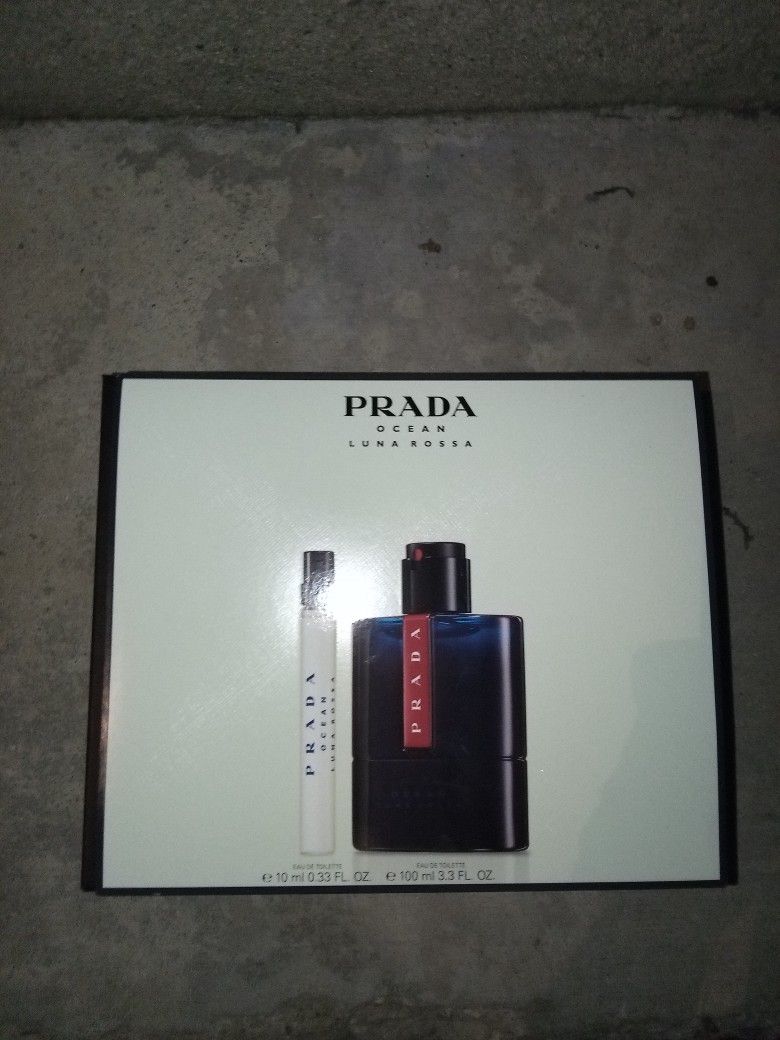 PRADA
OCEAN
LUNA ROSSA
PRADA
OCEAN
LUNA ROSSA
PRADA
EAU DE TOILETTE
℮ 10 ml 0.33 FL. OZ.
EAU DE TOILETTE
℮ 100 ml 3.3 FL. OZ.